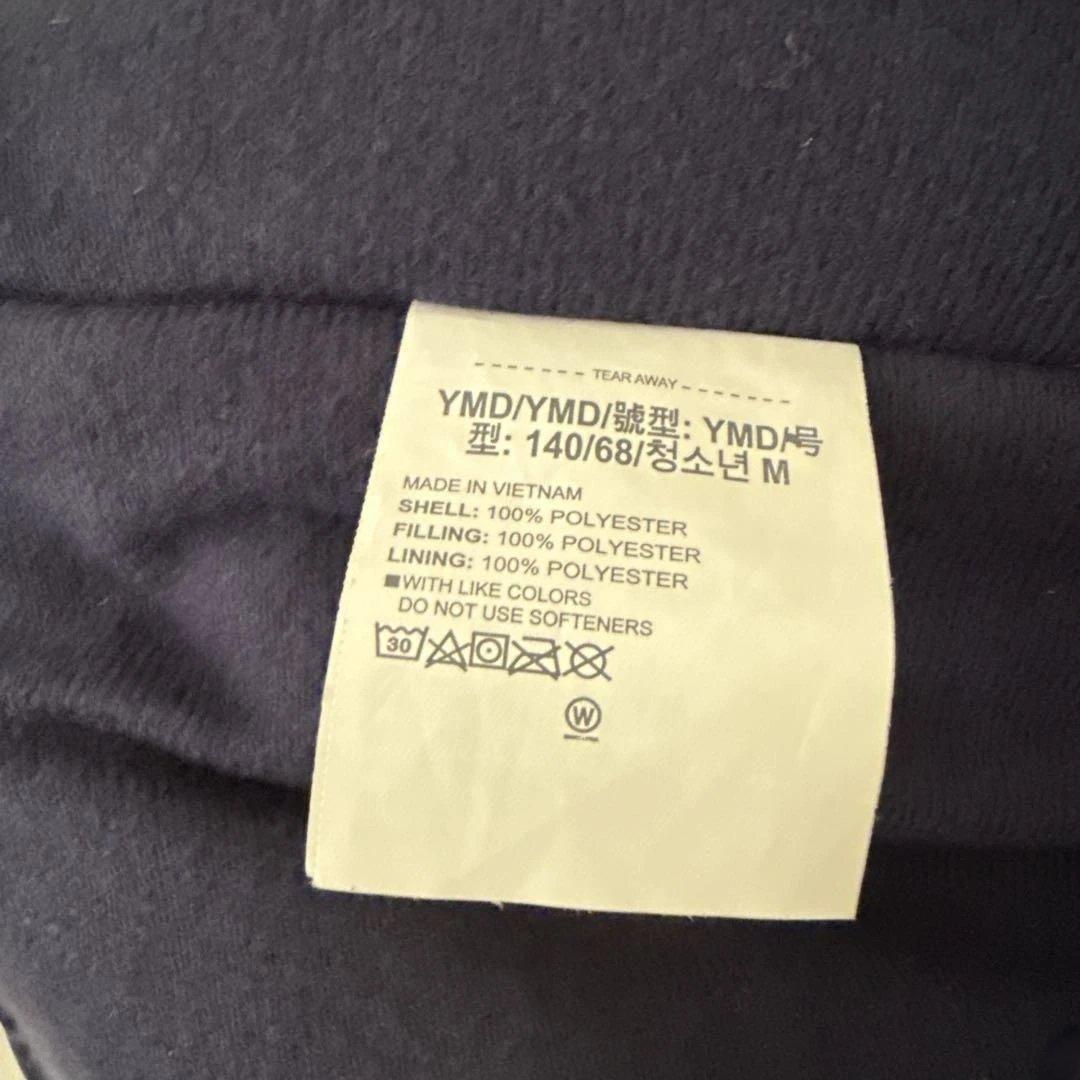 TEAR AWAY
YMD/YMD/號型: YMD/号
型: 140/68/청소년 M
MADE IN VIETNAM
SHELL: 100% POLYESTER
FILLING: 100% POLYESTER
LINING: 100% POLYESTER
WITH LIKE COLORS
DO NOT USE SOFTENERS
30
W